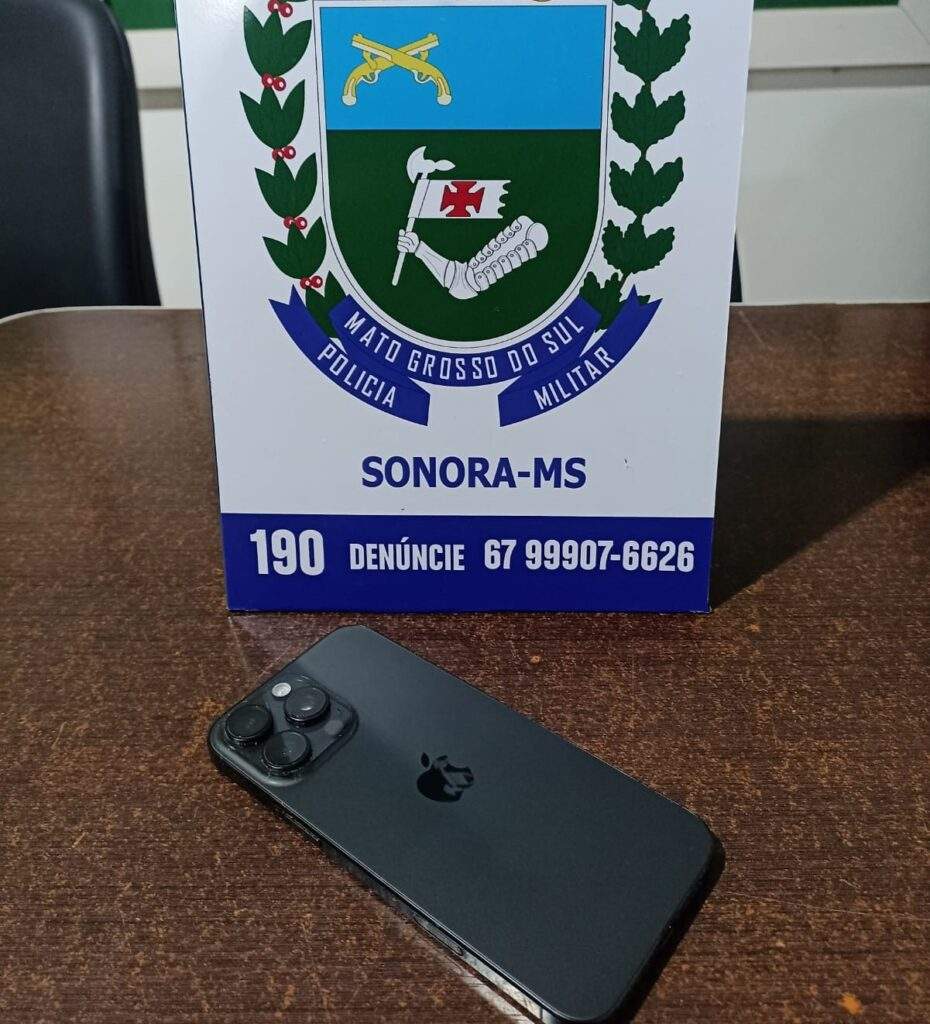 MATO GROSSO DO SUL
POLICIA MILITAR
SONORA-MS
190 DENÚNCIE 67 99907-6626